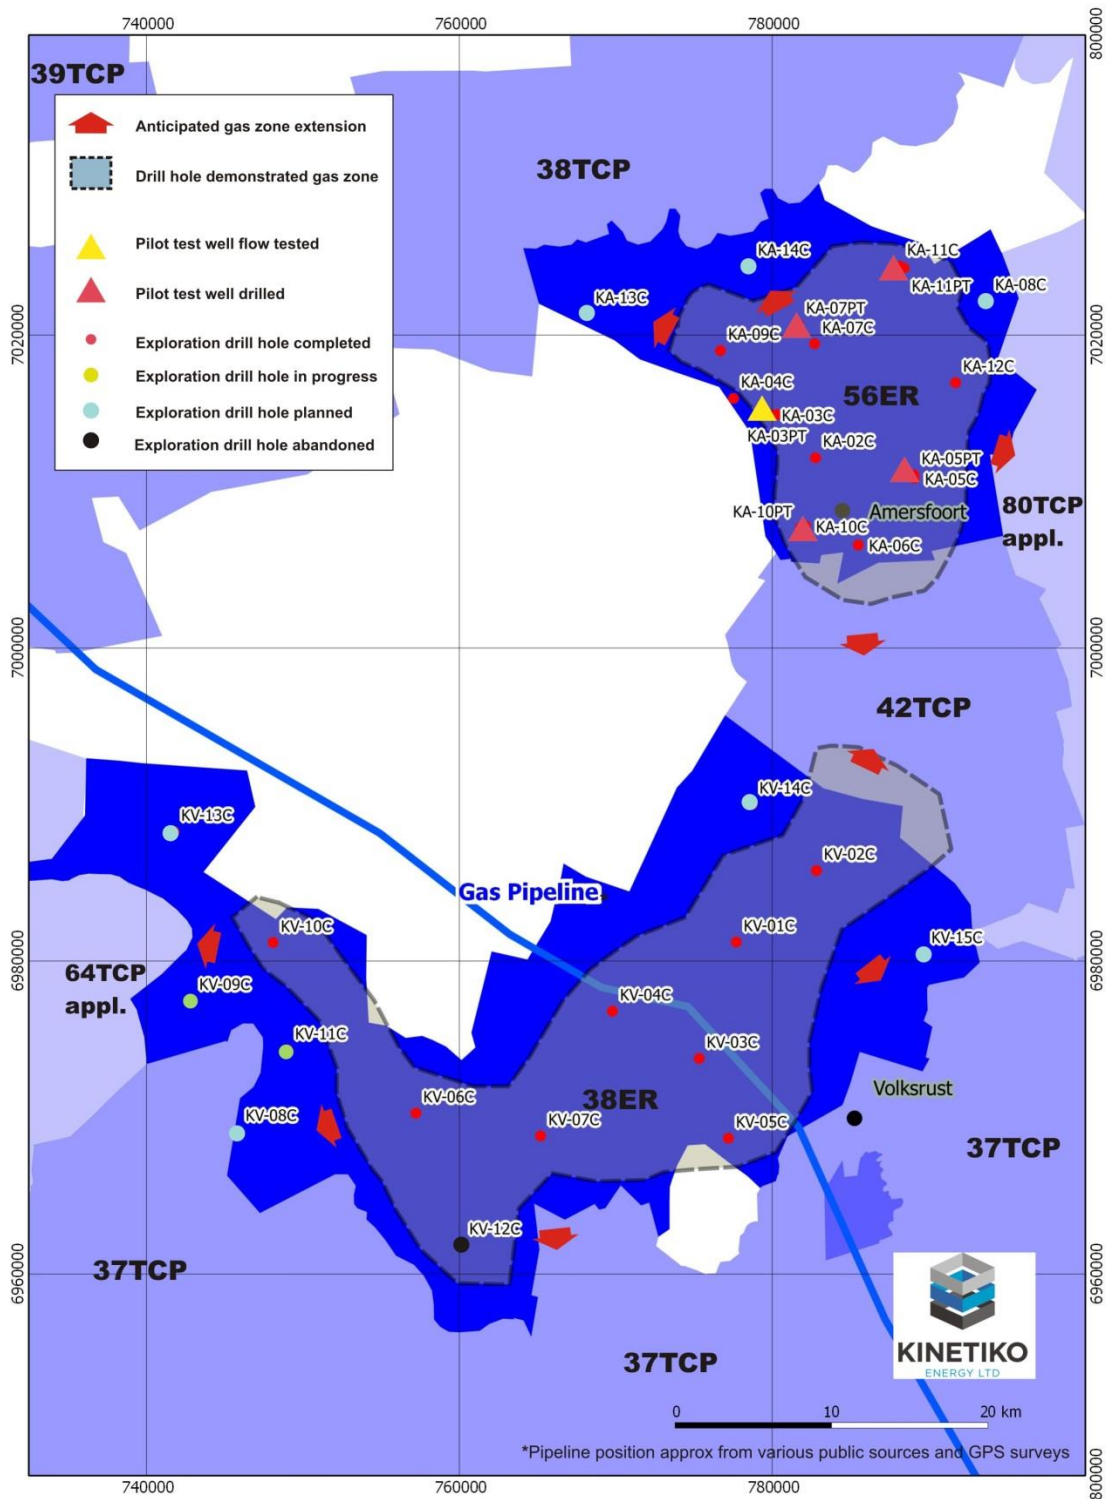 740000
760000
780000
800000
39TCP
Anticipated gas zone extension
Drill hole demonstrated gas zone
Pilot test well flow tested
Pilot test well drilled
Exploration drill hole completed
Exploration drill hole in progress
Exploration drill hole planned
Exploration drill hole abandoned
38TCP
KA-14C
KA-11C
KA-11PT
KA-08C
KA-13C
KA-07PT
KA-07C
KA-09C
7020000
7020000
KA-12C
KA-04C
56ER
KA-03C
KA-03PT
KA-02C
KA-05PT
KA-05C
KA-10PT
KA-10C
Amersfoort
KA-06C
80TCP
appl.
7000000
7000000
42TCP
KV-14C
KV-13C
KV-02C
Gas Pipeline
KV-10C
KV-01C
KV-15C
6980000
6980000
64TCP
appl.
KV-09C
KV-04C
KV-11C
KV-03C
Volksrust
KV-06C
38ER
KV-08C
KV-07C
KV-05C
37TCP
KV-12C
37TCP
6960000
6960000
KINETIKO
ENERGY LTD
37TCP
0
10
20 km
*Pipeline position approx from various public sources and GPS surveys
740000
760000
780000
800000